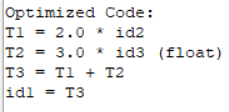 Optimized Code:
T1 = 2.0 * id2
T2 = 3.0 * id3 (float)
T3 = T1 + T2
id1 = T3